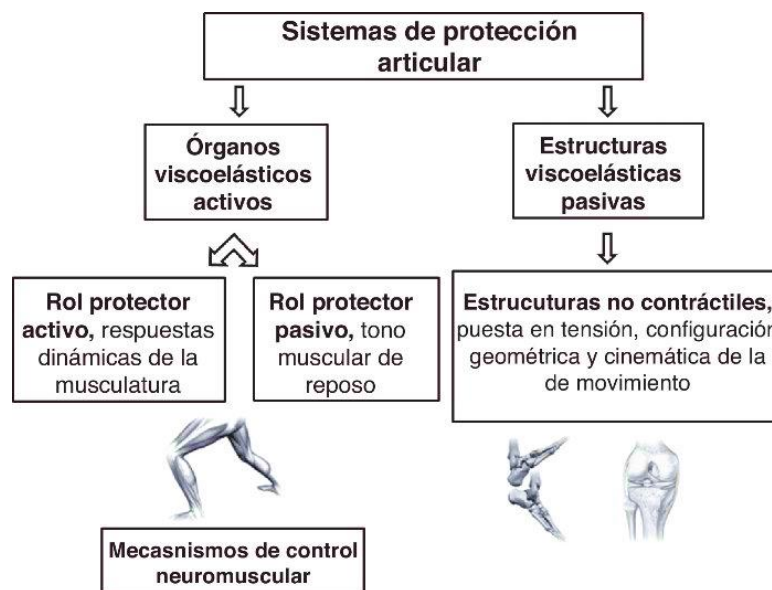 Sistemas de protección
articular
Órganos
viscoelásticos
activos
Estructuras
viscoelásticas
pasivas
Rol protector
activo, respuestas
dinámicas de la
musculatura
Rol protector
pasivo, tono
muscular de
reposo
Estrucuturas no contráctiles,
puesta en tensión, configuración
geométrica y cinemática de la
de movimiento
Mecasnismos de control
neuromuscular